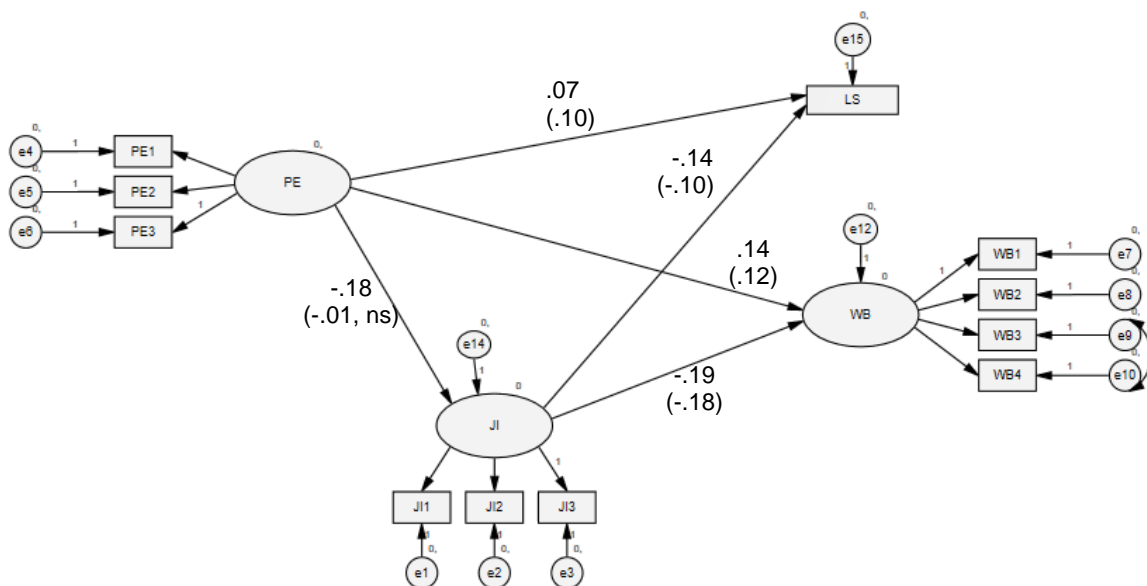 0,
e15
1
LS
.07
(.10)
-.14
(-.10)
0,
e4
1
PE1
0,
e5
1
PE2
0,
e6
1
PE3
1
0,
PE
0,
e12
1
0
WB
.14
(.12)
1
WB1
1
0,
e7
WB2
1
0,
e8
WB3
1
0,
e9
WB4
1
0,
e10
-.18
(-.01, ns)
0,
e14
1
0
JI
-.19
(-.18)
1
JI1
JI2
JI3
1
0,
e1
1
0,
e2
1
0,
e3